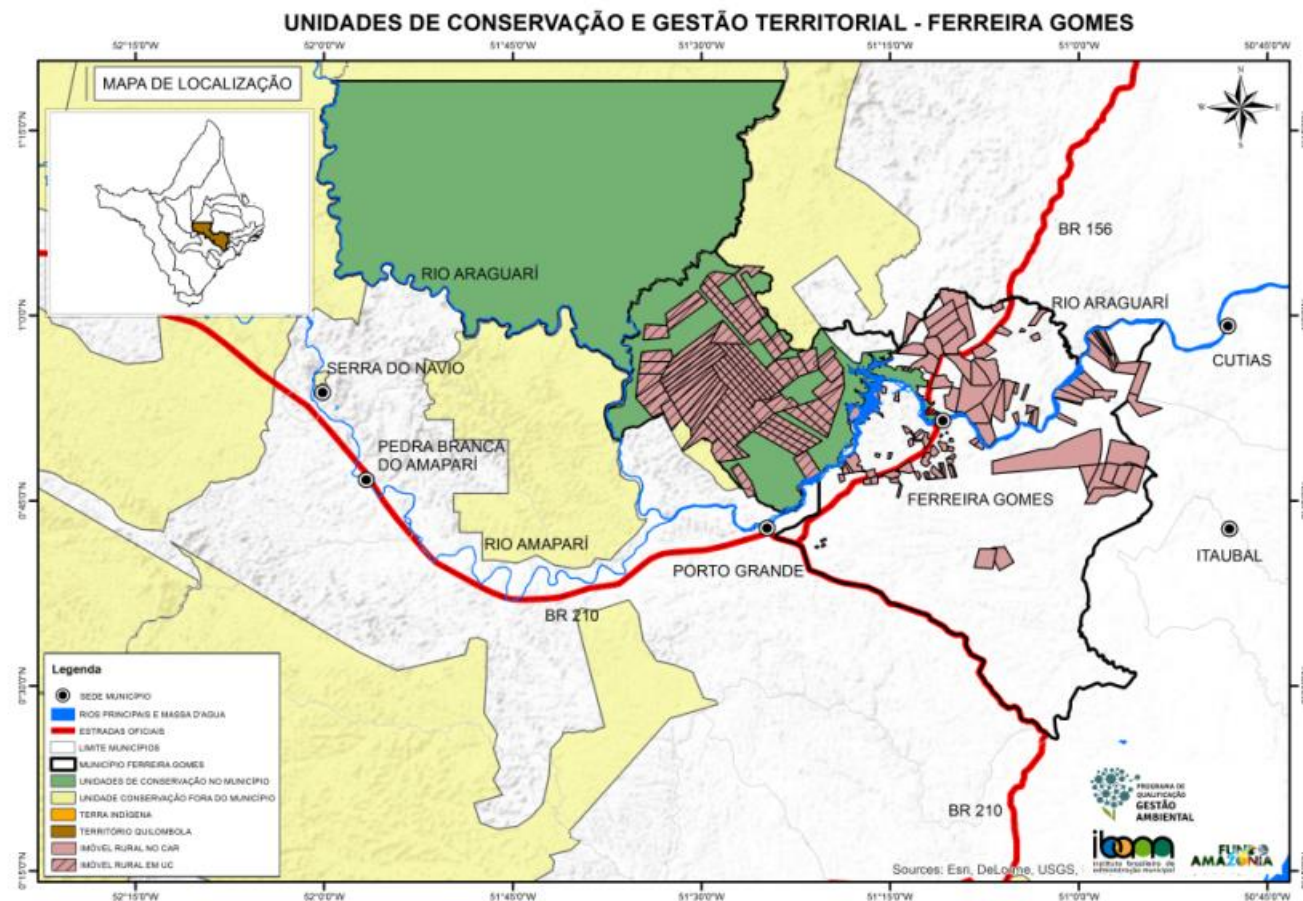 UNIDADES DE CONSERVAÇÃO E GESTÃO TERRITORIAL - FERREIRA GOMES
52°15'0"W
52°0'0"W
51°45'0"W
51°30'0"W
51°15'0"W
51°0'0"W
50°45'0"W
MAPA DE LOCALIZAÇÃO
N
W
E
S
1°15'0"N
1°0'0"N
0°45'0"N
0°30'0"N
0°15'0"N
BR 156
RIO ARAGUARÍ
RIO ARAGUARÍ
CUTIAS
SERRA DO NAVIO
PEDRA BRANCA
DO AMAPARÍ
FERREIRA GOMES
RIO AMAPARÍ
ITAUBAL
PORTO GRANDE
BR 210
BR 210
Legenda
SEDE MUNICÍPIO
RIOS PRINCIPAIS E MASSA D'AGUA
ESTRADAS OFICIAIS
LIMITE MUNICÍPIOS
MUNICÍPIO FERREIRA GOMES
UNIDADES DE CONSERVAÇÃO NO MUNICÍPIO
UNIDADE CONSERVAÇÃO FORA DO MUNICÍPIO
TERRA INDÍGENA
TERRITÓRIO QUILOMBOLA
IMÓVEL RURAL NO CAR
IMÓVEL RURAL EM UC
PROGRAMA DE
QUALIFICAÇÃO
GESTÃO
AMBIENTAL
ibam
instituto brasileiro de
administração municipal
FUNDO
AMAZÔNIA
Sources: Esri, DeLorme, USGS,